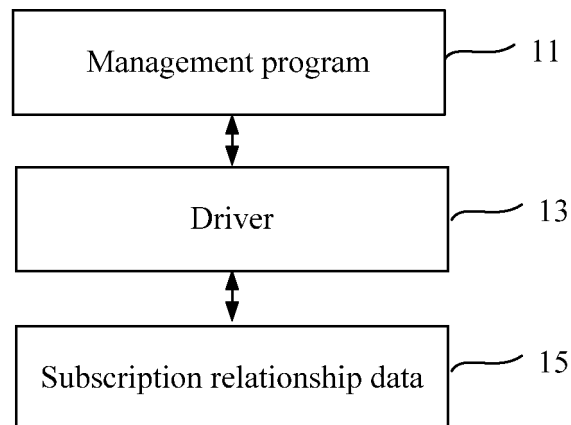 Management program
11
Driver
13
Subscription relationship data
15